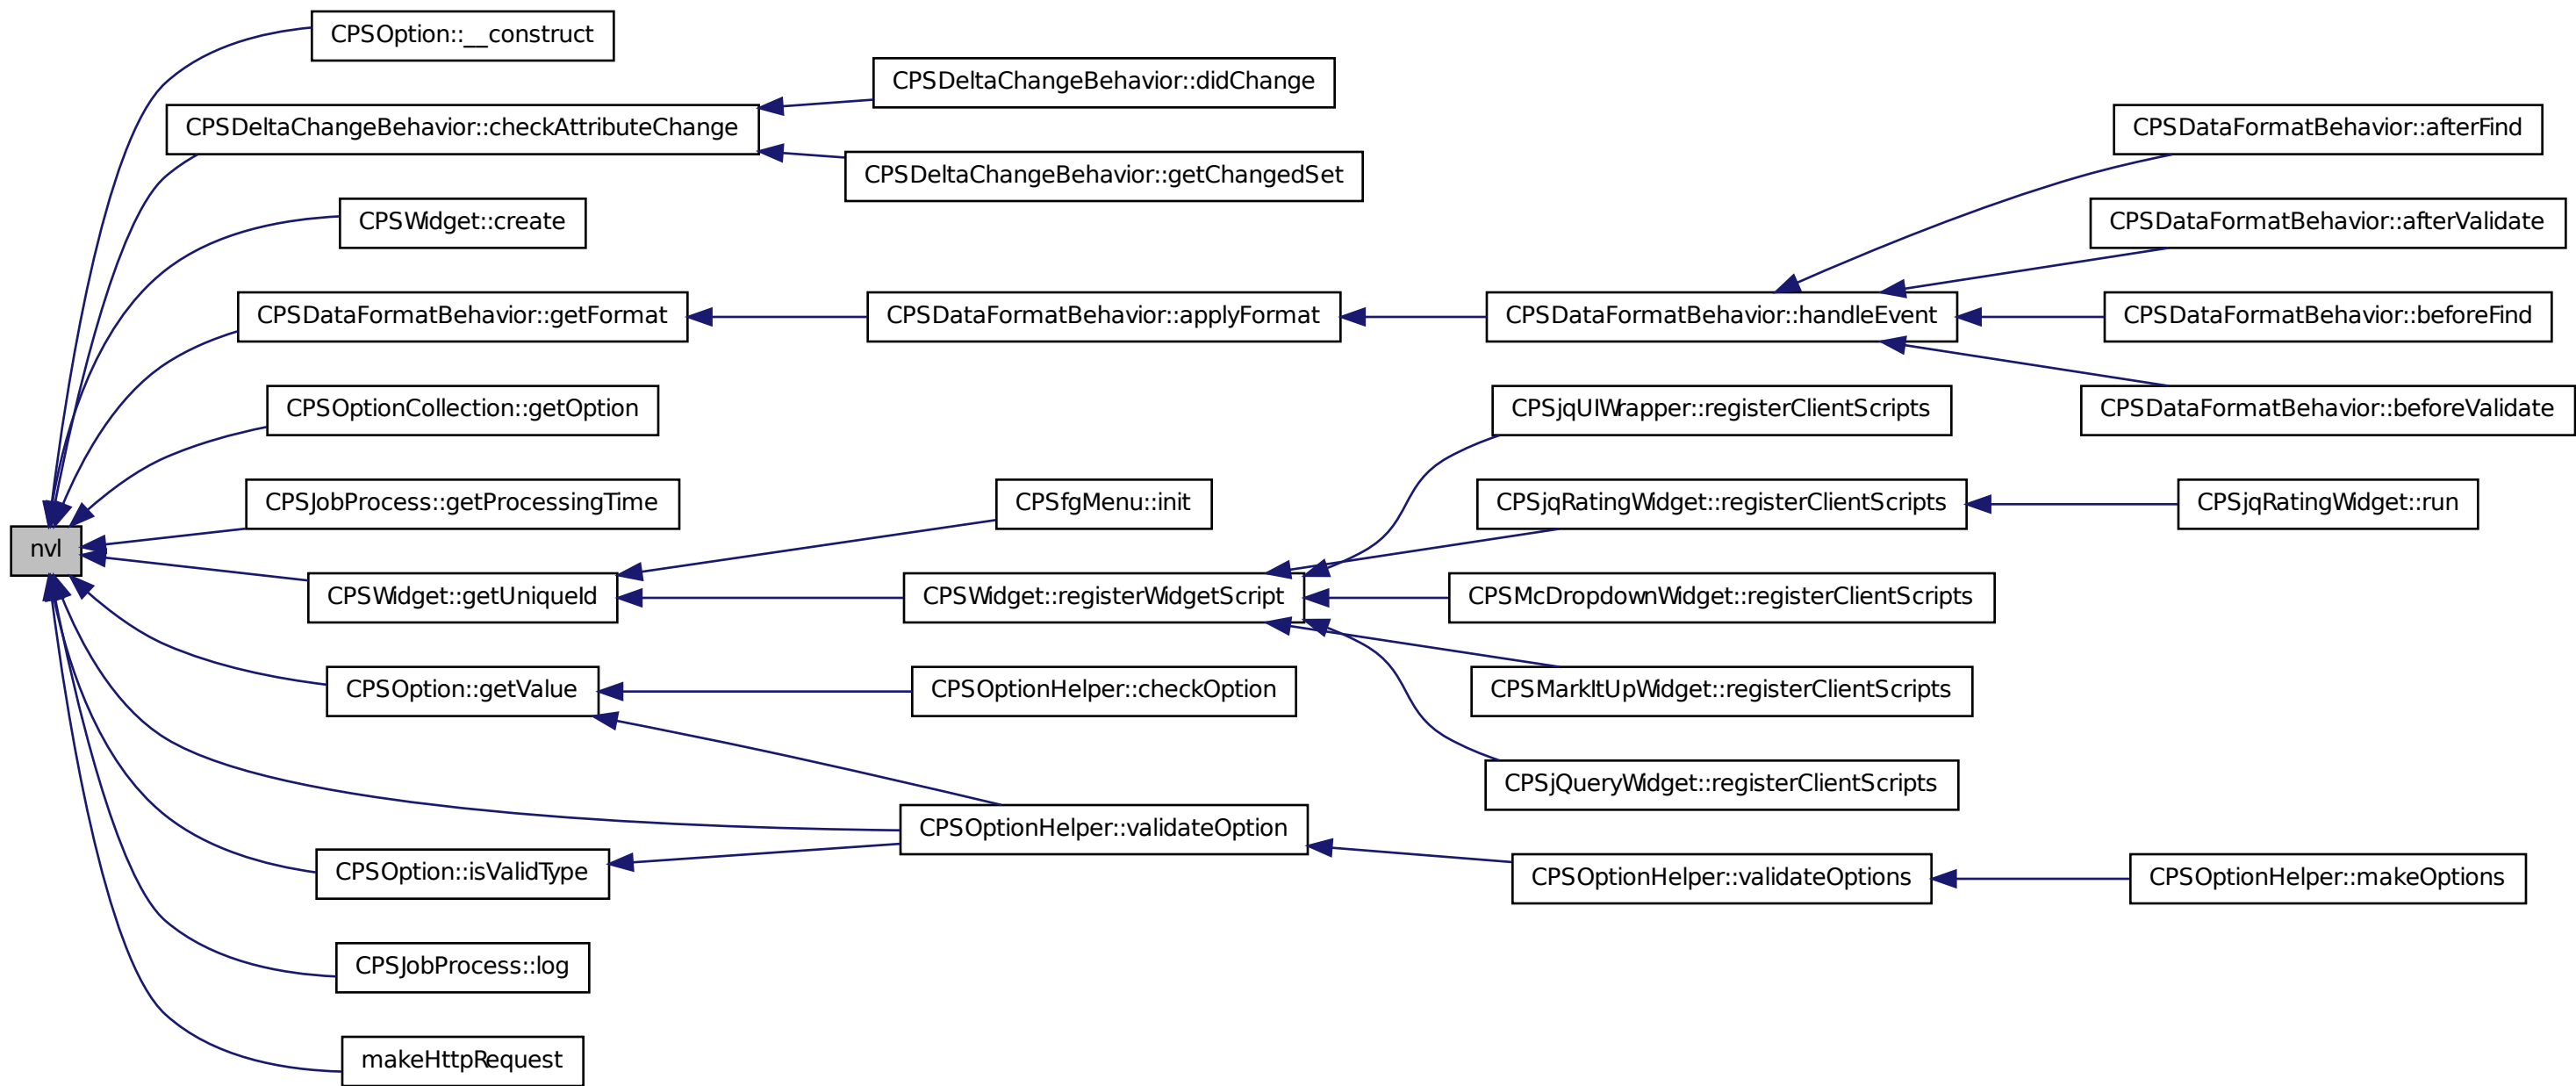 CPSOption::__construct
CPSDeltaChangeBehavior::didChange
CPSDeltaChangeBehavior::checkAttributeChange
CPSDataFormatBehavior::afterFind
CPSDeltaChangeBehavior::getChangedSet
CPSWidget::create
CPSDataFormatBehavior::afterValidate
CPSDataFormatBehavior::getFormat
CPSDataFormatBehavior::applyFormat
CPSDataFormatBehavior::handleEvent
CPSDataFormatBehavior::beforeFind
CPSOptionCollection::getOption
CPSjqUIWrapper::registerClientScripts
CPSDataFormatBehavior::beforeValidate
CPSJobProcess::getProcessingTime
CPSfgMenu::init
CPSjqRatingWidget::registerClientScripts
CPSjqRatingWidget::run
nvl
CPSWidget::getUniqueId
CPSWidget::registerWidgetScript
CPSMcDropdownWidget::registerClientScripts
CPSOption::getValue
CPSOptionHelper::checkOption
CPSMarkItUpWidget::registerClientScripts
CPSjQueryWidget::registerClientScripts
CPSOptionHelper::validateOption
CPSOption::isValidType
CPSOptionHelper::validateOptions
CPSOptionHelper::makeOptions
CPSJobProcess::log
makeHttpRequest